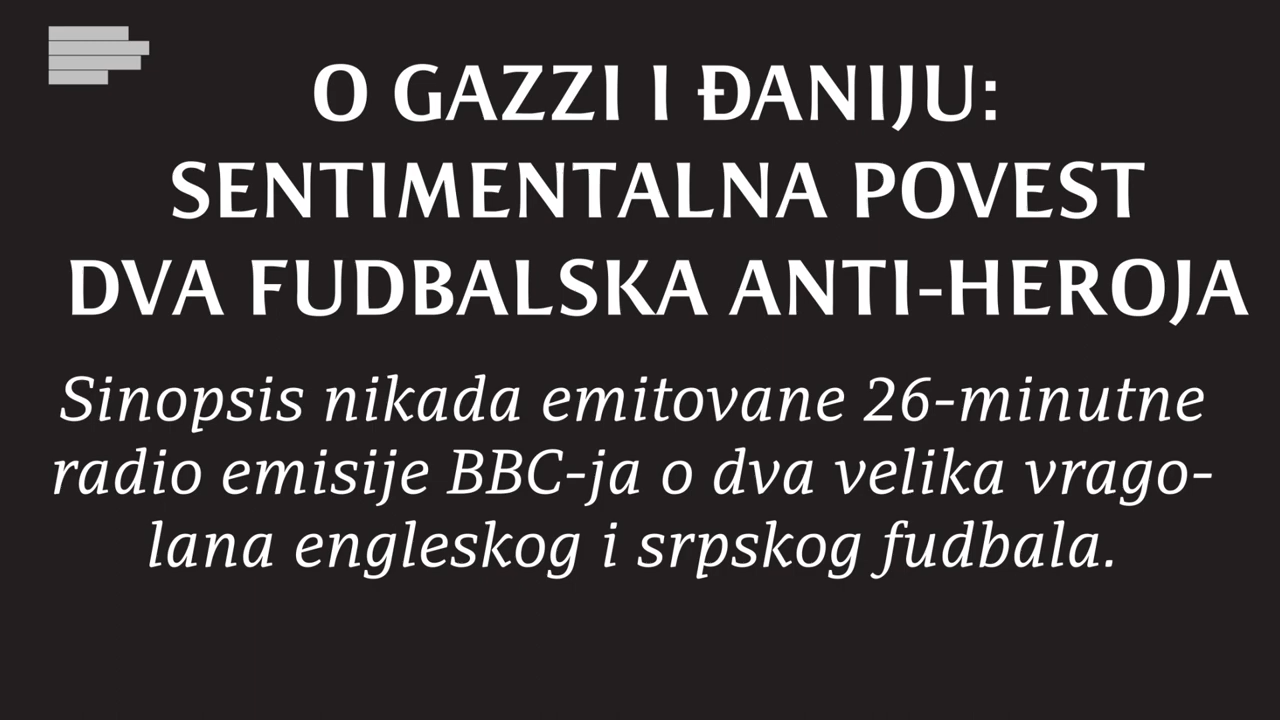 O GAZZI I ĐANIJU:
SENTIMENTALNA POVEST
DVA FUDBALSKA ANTI-HEROJA
Sinopsis nikada emitovane 26-minutne
radio emisije BBC-ja o dva velika vrago-
lana engleskog i srpskog fudbala.